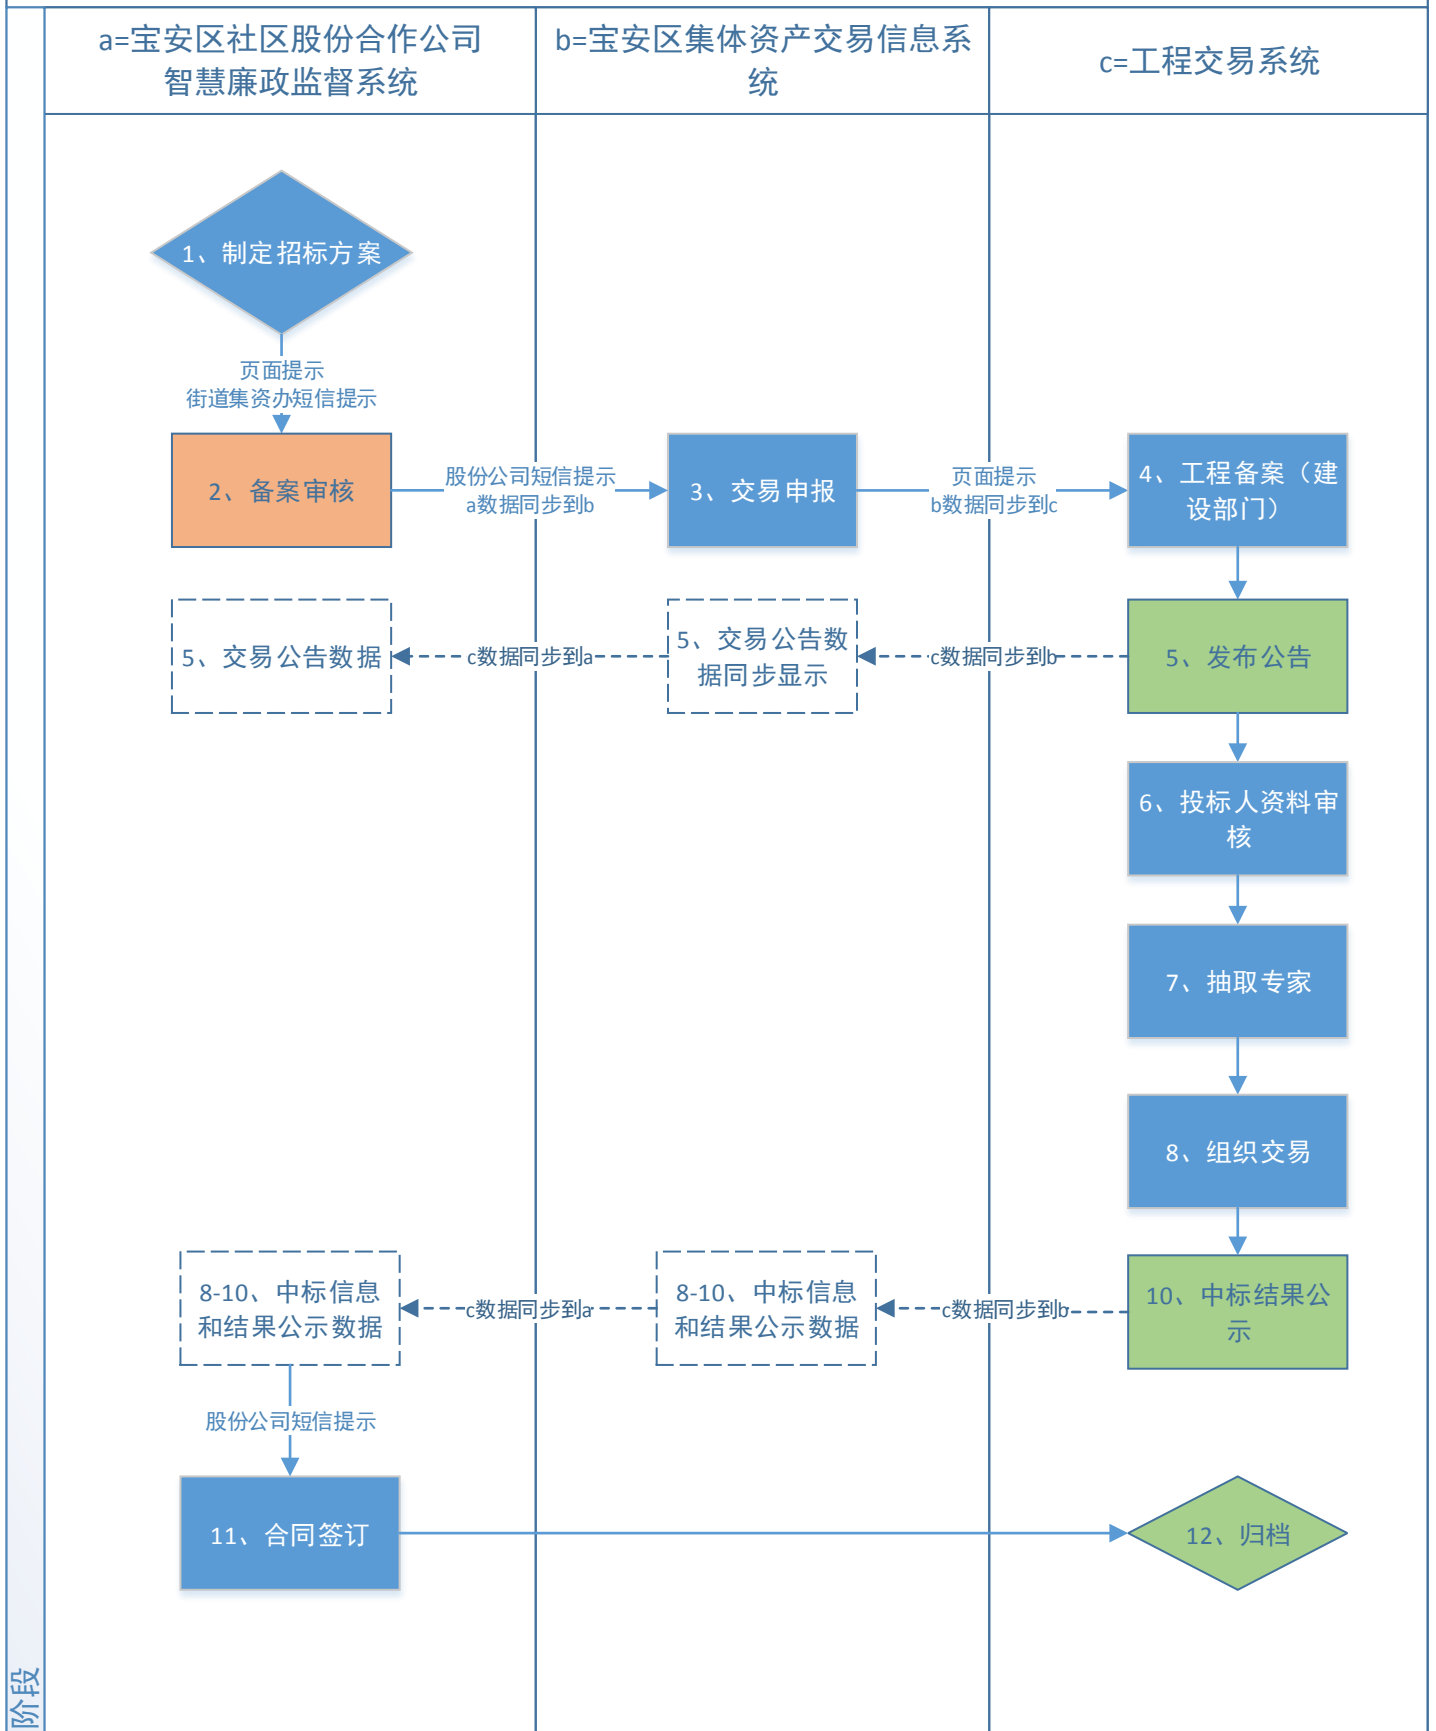 a=宝安区社区股份合作公司
智慧廉政监督系统
b=宝安区集体资产交易信息系
统
c=工程交易系统
1、制定招标方案
页面提示
街道集资办短信提示
2、备案审核
股份公司短信提示
a数据同步到b
3、交易申报
页面提示
b数据同步到c
4、工程备案（建
设部门）
5、交易公告数据
c数据同步到a
5、交易公告数
据同步显示
c数据同步到b
5、发布公告
6、投标人资料审
核
7、抽取专家
8、组织交易
8-10、中标信息
和结果公示数据
c数据同步到a
8-10、中标信息
和结果公示数据
c数据同步到b
10、中标结果公
示
股份公司短信提示
11、合同签订
12、归档
阶段